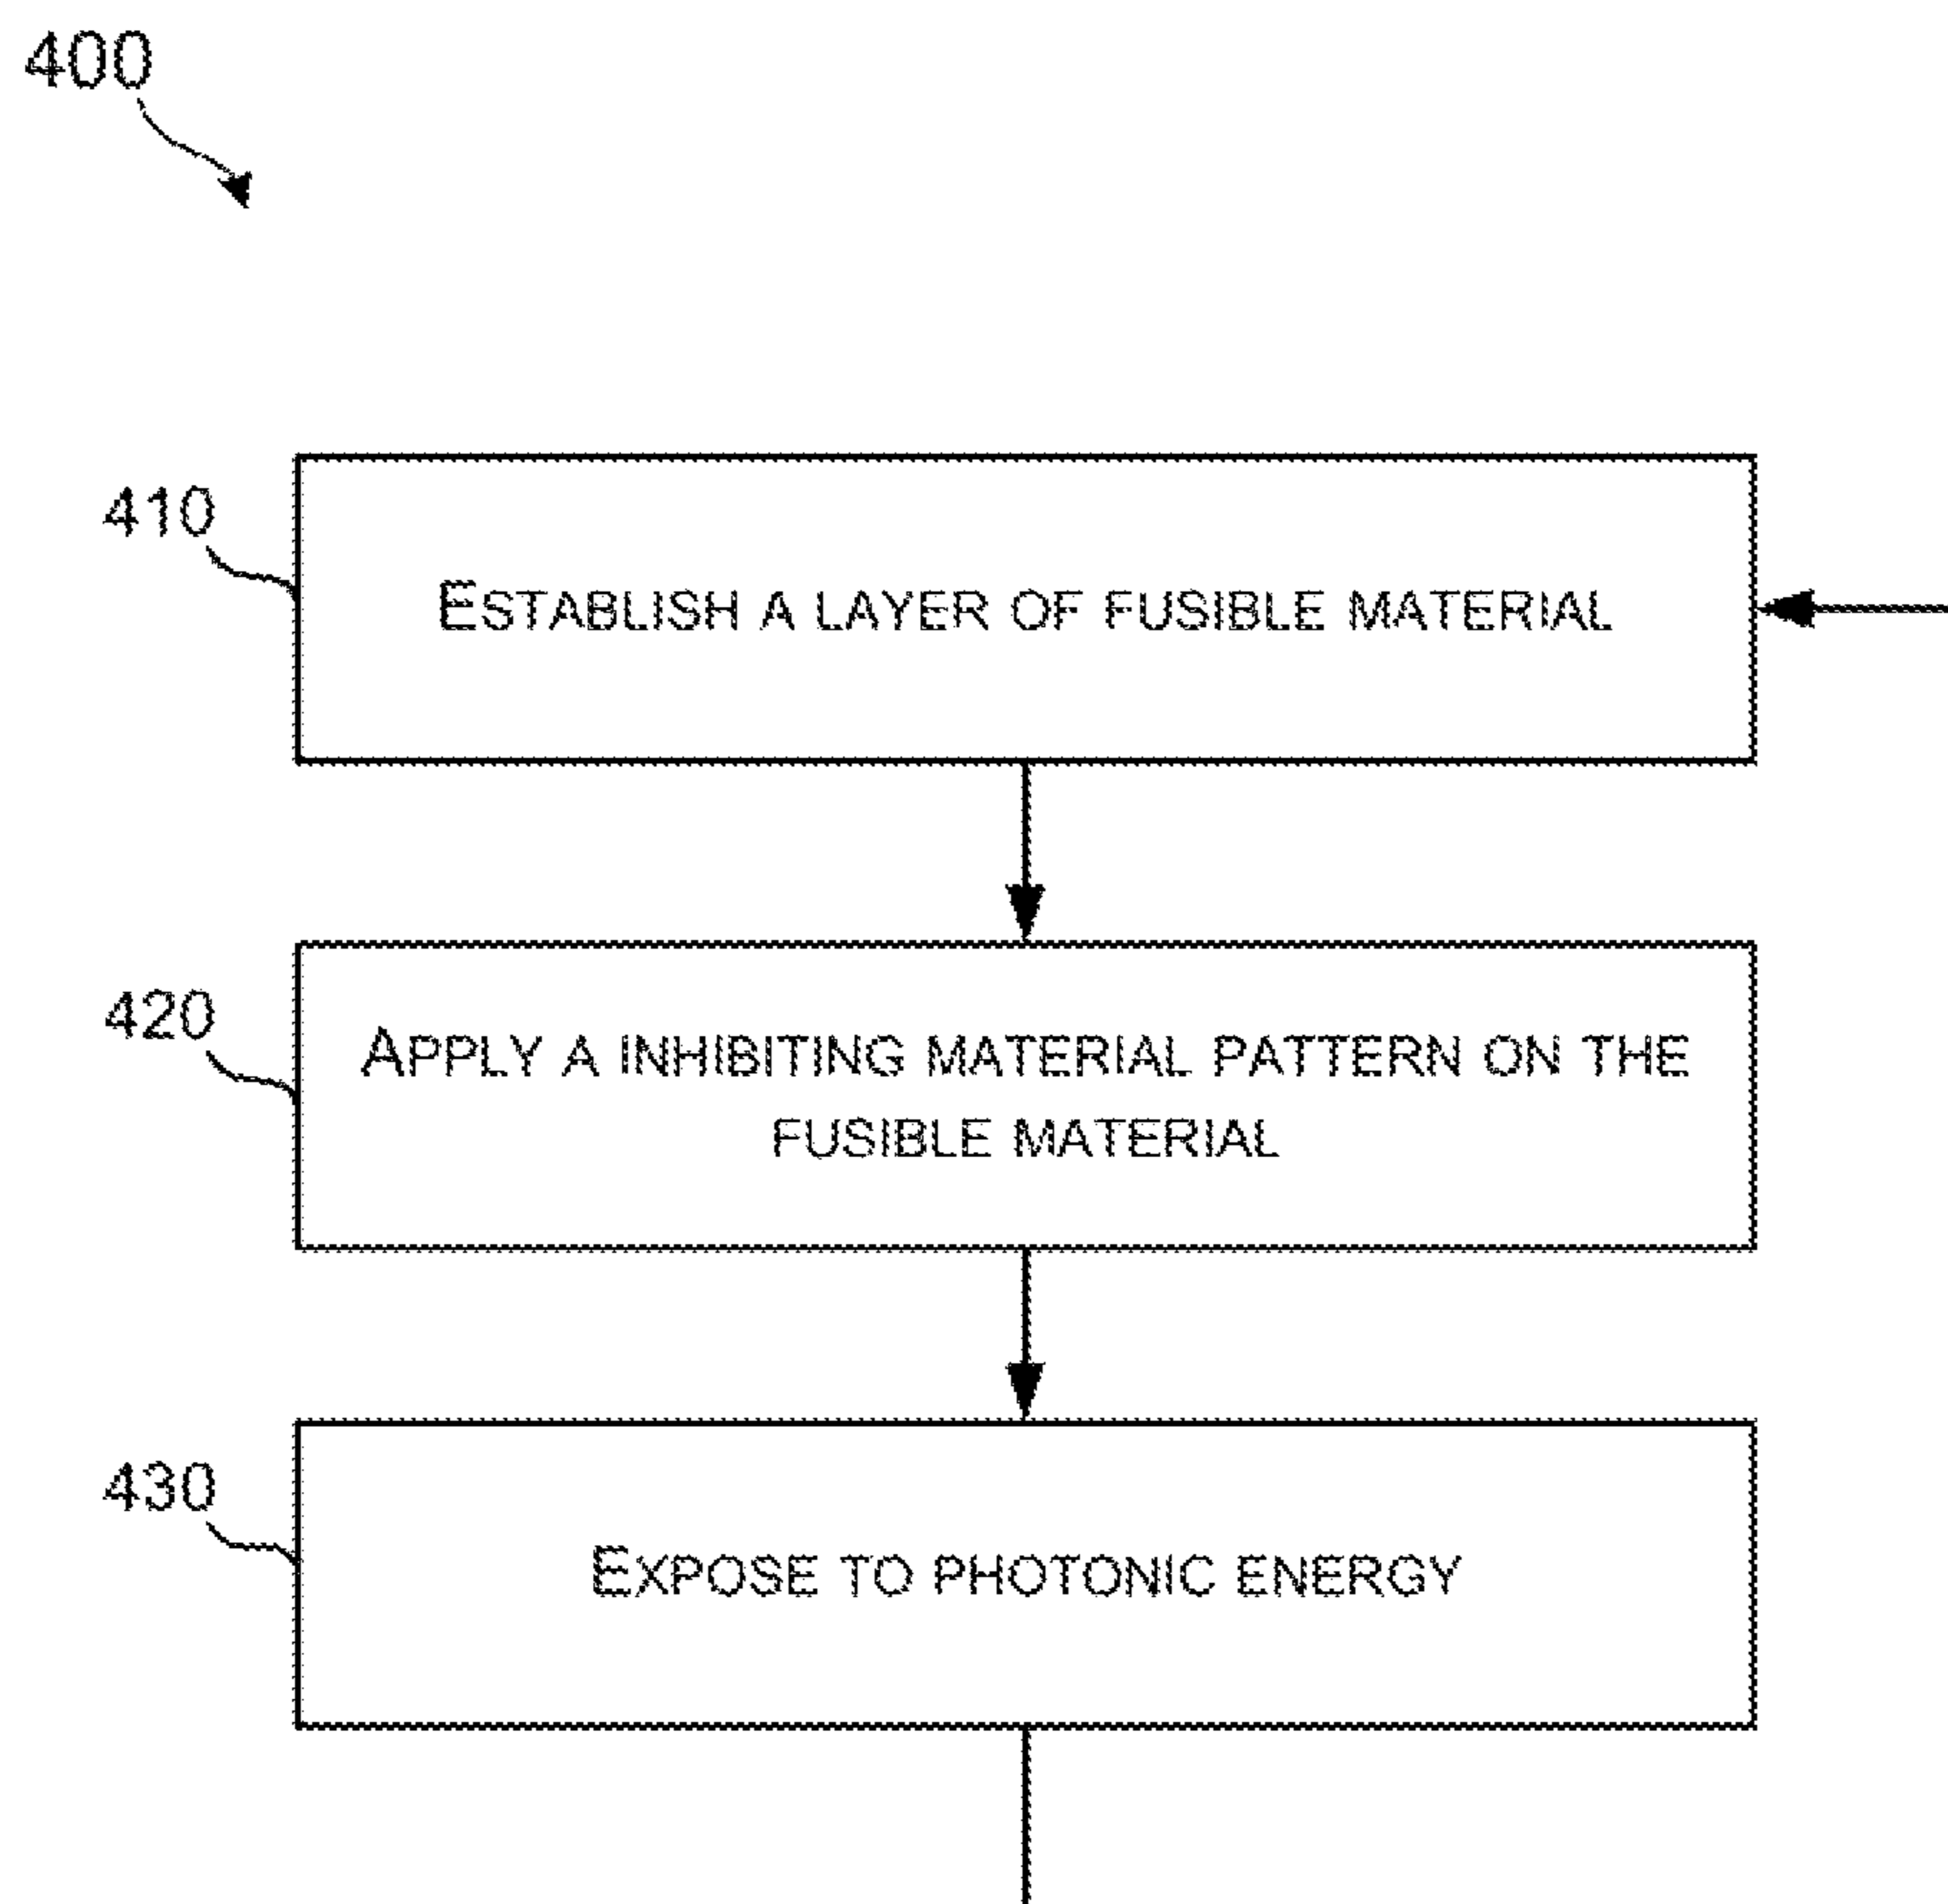 400
410
ESTABLISH A LAYER OF FUSIBLE MATERIAL
420
APPLY A INHIBITING MATERIAL PATTERN ON THE
FUSIBLE MATERIAL
430
EXPOSE TO PHOTONIC ENERGY